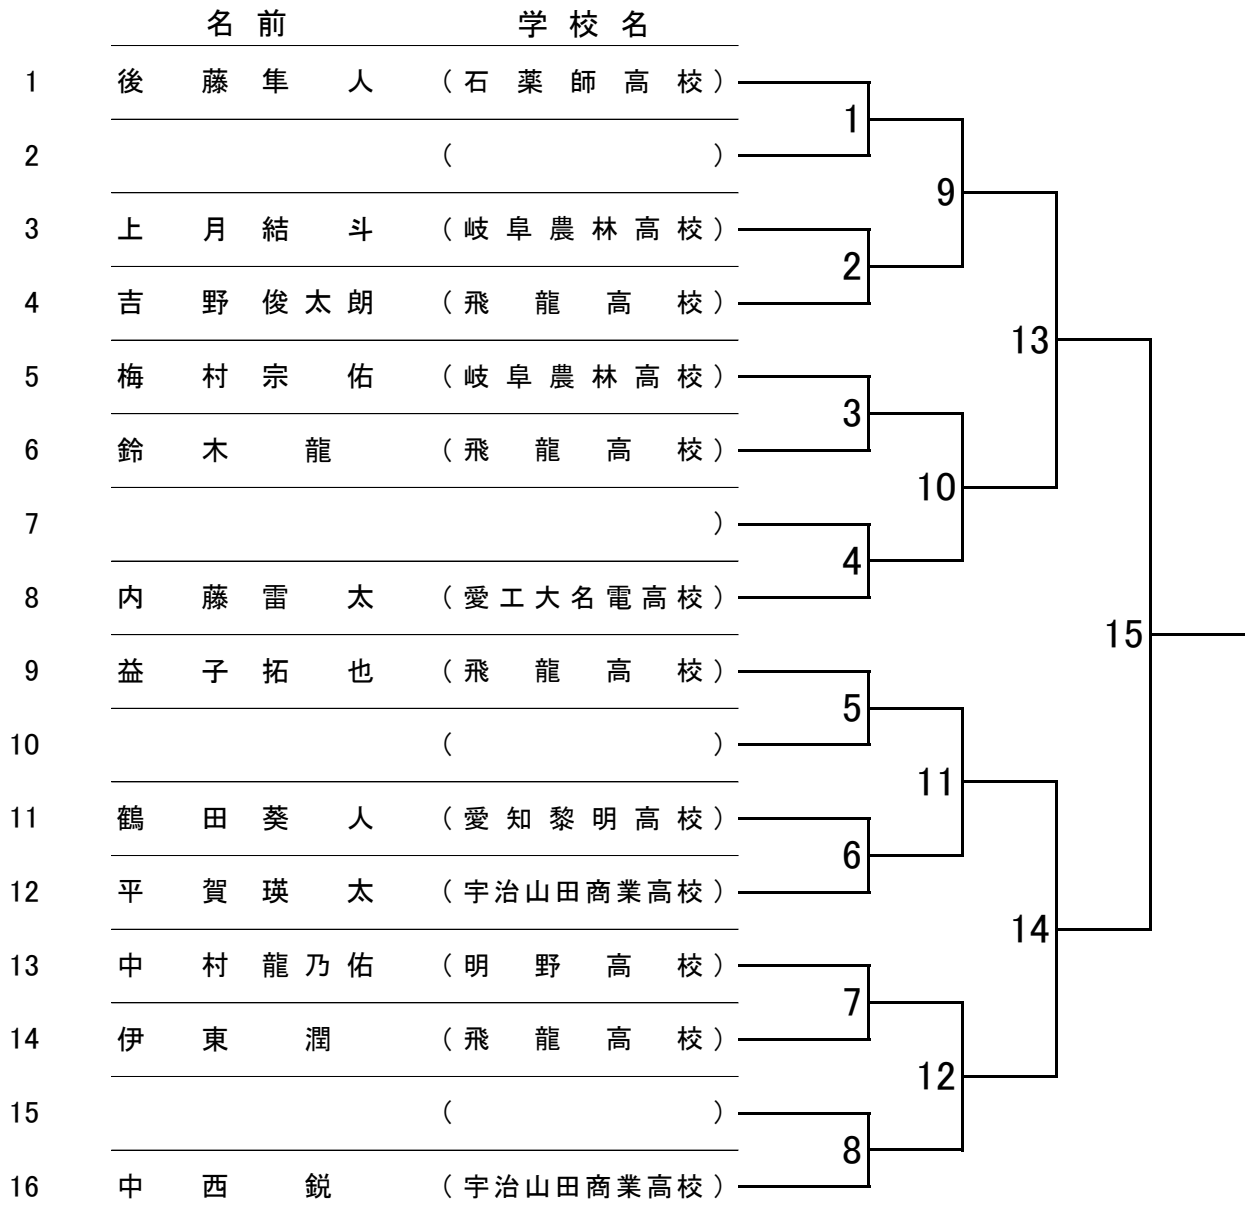 名前 学校名
1 後藤隼人 (石薬師高校)
1
2 ( )
9
3 上月結斗 (岐阜農林高校)
2
4 吉野俊太朗 (飛龍高校)
13
5 梅村宗佑 (岐阜農林高校)
3
6 鈴木龍 (飛龍高校)
10
7 )
4
8 内藤雷太 (愛工大名電高校)
15
9 益子拓也 (飛龍高校)
5
10 ( )
11
11 鶴田葵人 (愛知黎明高校)
6
12 平賀瑛太 (宇治山田商業高校)
14
13 中村龍乃佑 (明野高校)
7
14 伊東潤 (飛龍高校)
12
15 ( )
8
16 中西鋭 (宇治山田商業高校)